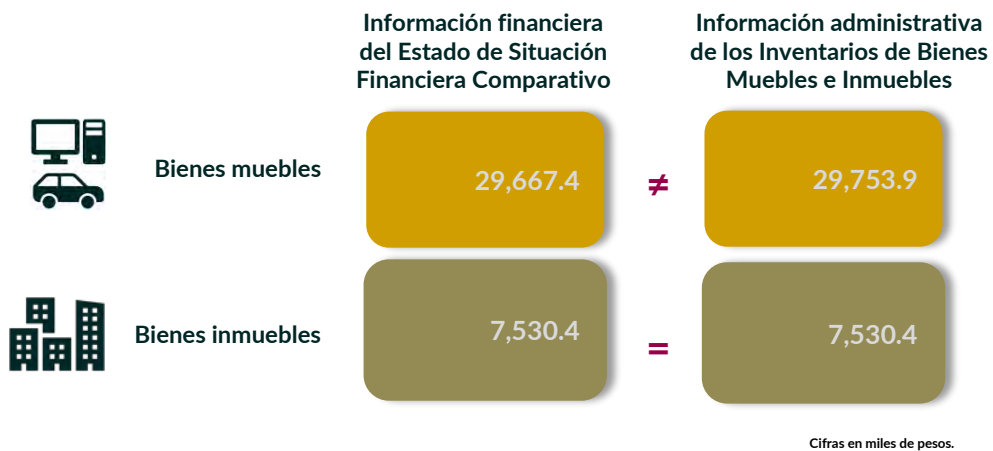 Información financiera
del Estado de Situación
Financiera Comparativo
Información administrativa
de los Inventarios de Bienes
Muebles e Inmuebles
Bienes muebles
29,667.4
≠
29,753.9
Bienes inmuebles
7,530.4
=
7,530.4
Cifras en miles de pesos.